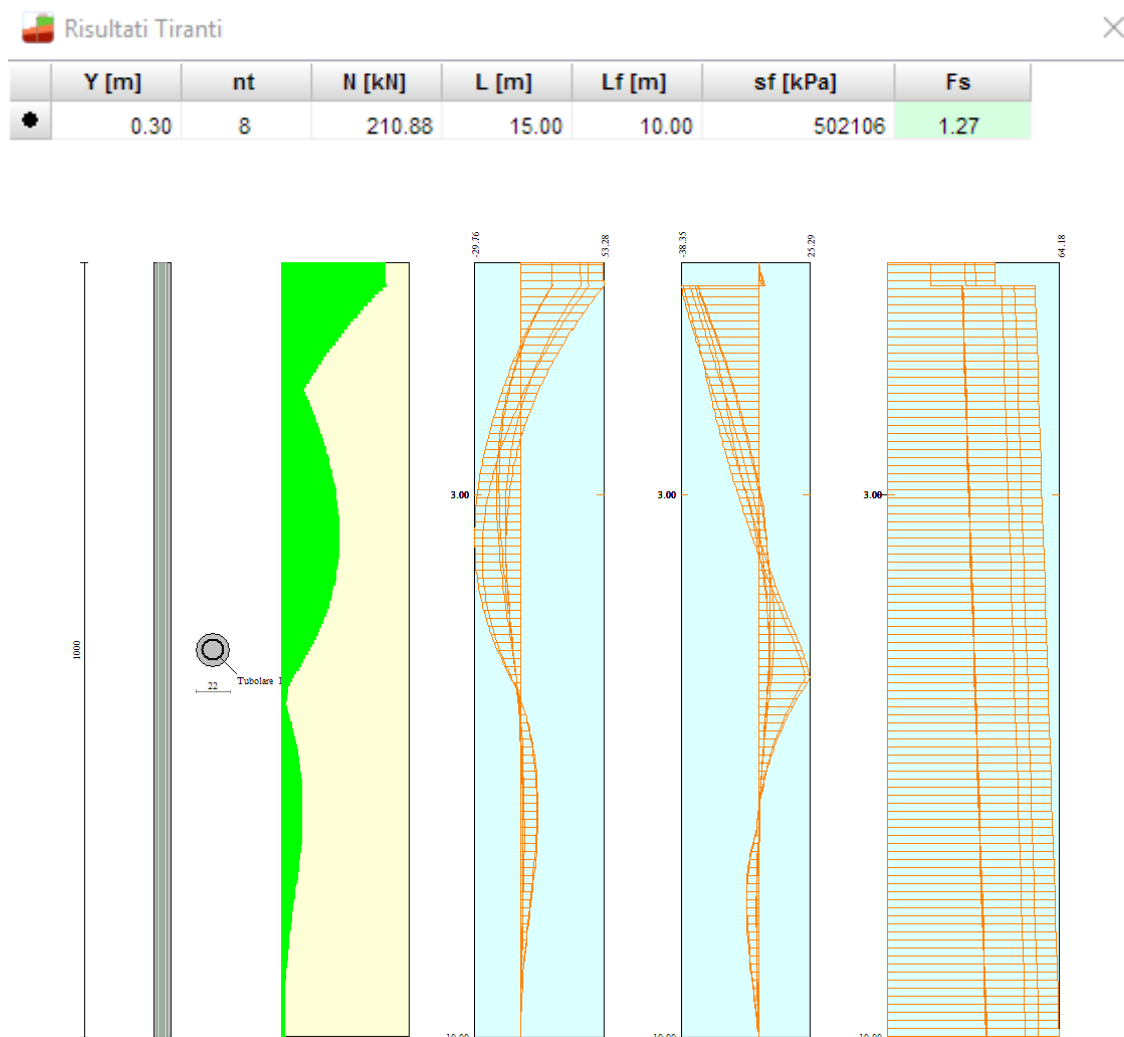 Risultati Tiranti
Y [m] nt N [kN] L [m] Lf [m] sf [kPa] Fs
0.30 8 210.88 15.00 10.00 502106 1.27
-29.76 53.28 -38.35 25.29 64.18
3.00 3.00 3.00
1000
Tubolare
22
10.00 10.00 10.00